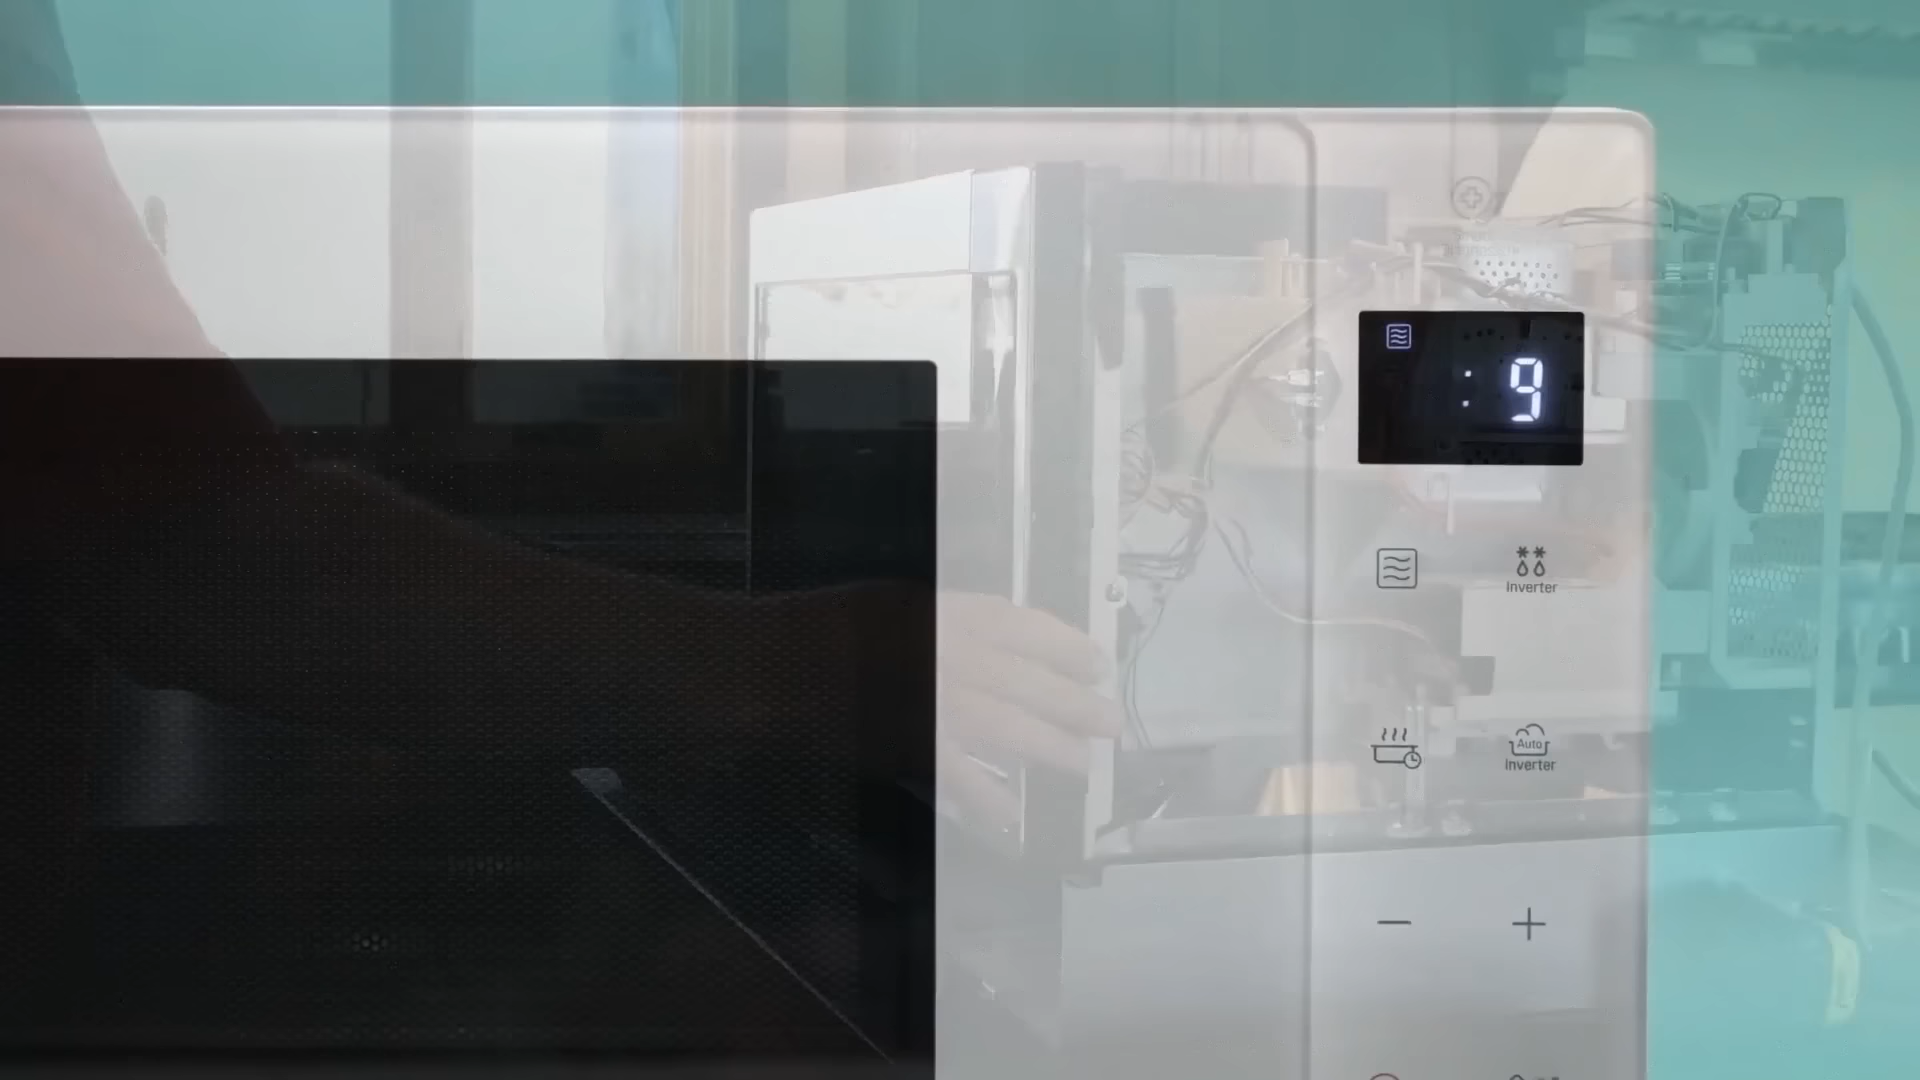 :9
Inverter
Auto
Inverter
− +